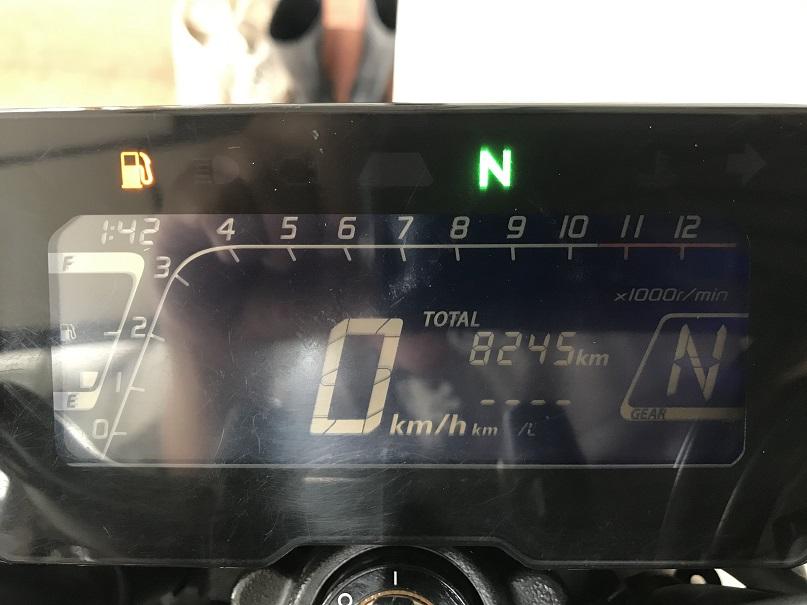 N
1:42 4 5 6 7 8 9 10 11 12
F 3
x1000r/min
2 TOTAL
8245km
1 N
E
0 km/h km /L
GEAR
----